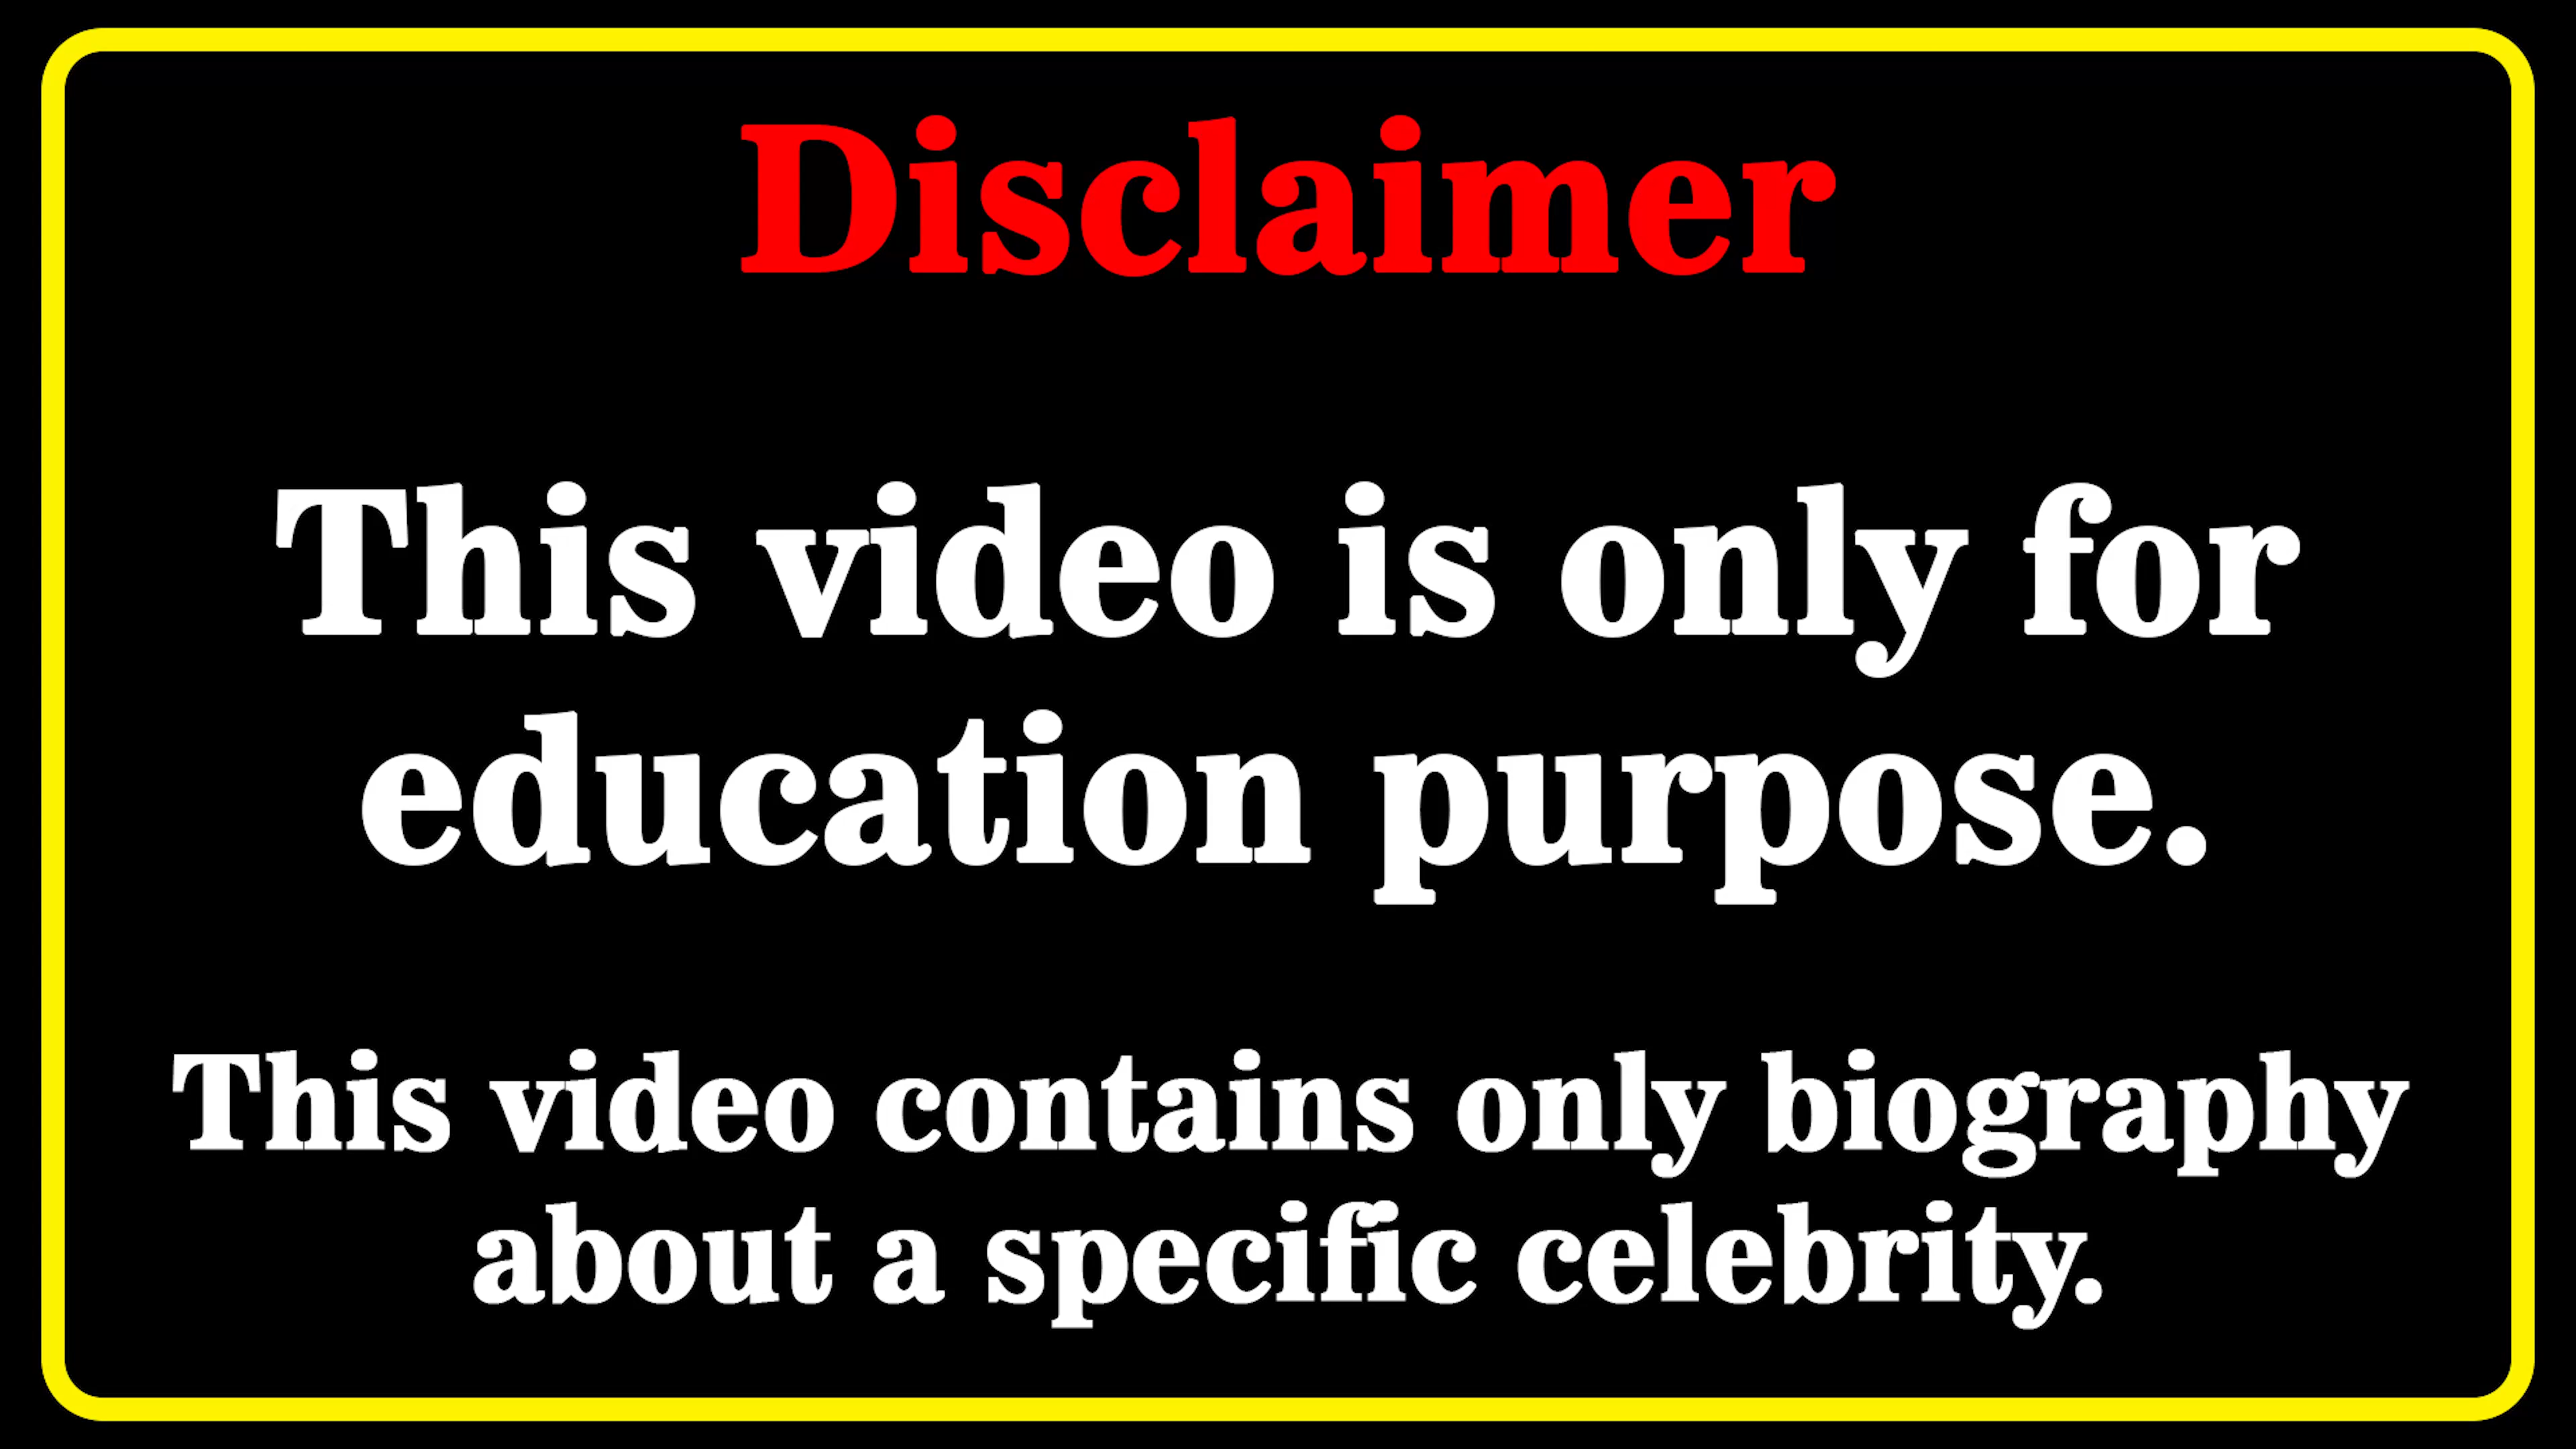 Disclaimer
This video is only for
education purpose.
This video contains only biography
about a specific celebrity.